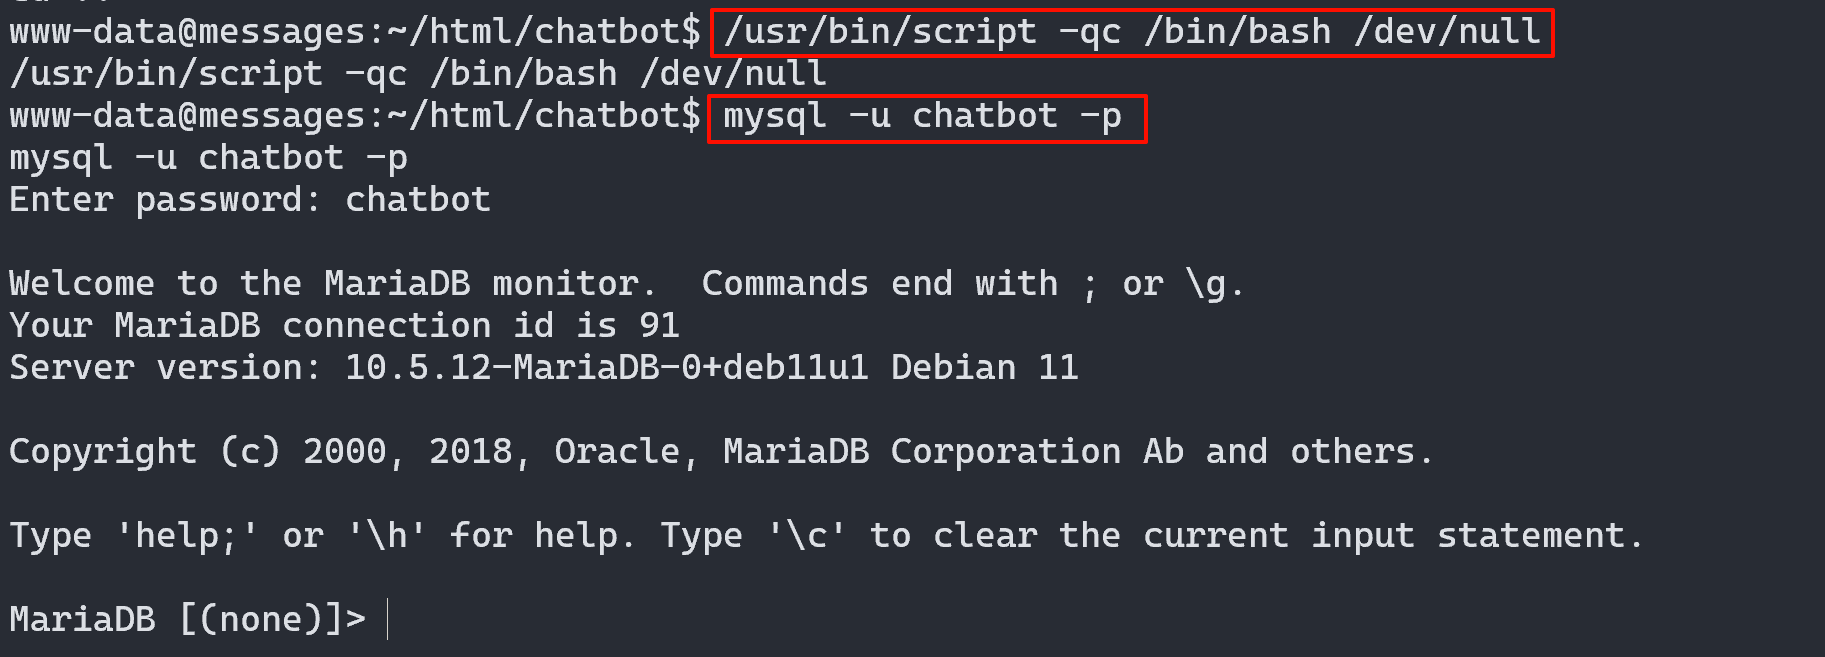 www-data@messages:~/html/chatbot$ /usr/bin/script -qc /bin/bash /dev/null
/usr/bin/script -qc /bin/bash /dev/null
www-data@messages:~/html/chatbot$ mysql -u chatbot -p
mysql -u chatbot -p
Enter password: chatbot
Welcome to the MariaDB monitor.  Commands end with ; or \g.
Your MariaDB connection id is 91
Server version: 10.5.12-MariaDB-0+deb11u1 Debian 11
Copyright (c) 2000, 2018, Oracle, MariaDB Corporation Ab and others.
Type 'help;' or '\h' for help. Type '\c' to clear the current input statement.
MariaDB [(none)]>